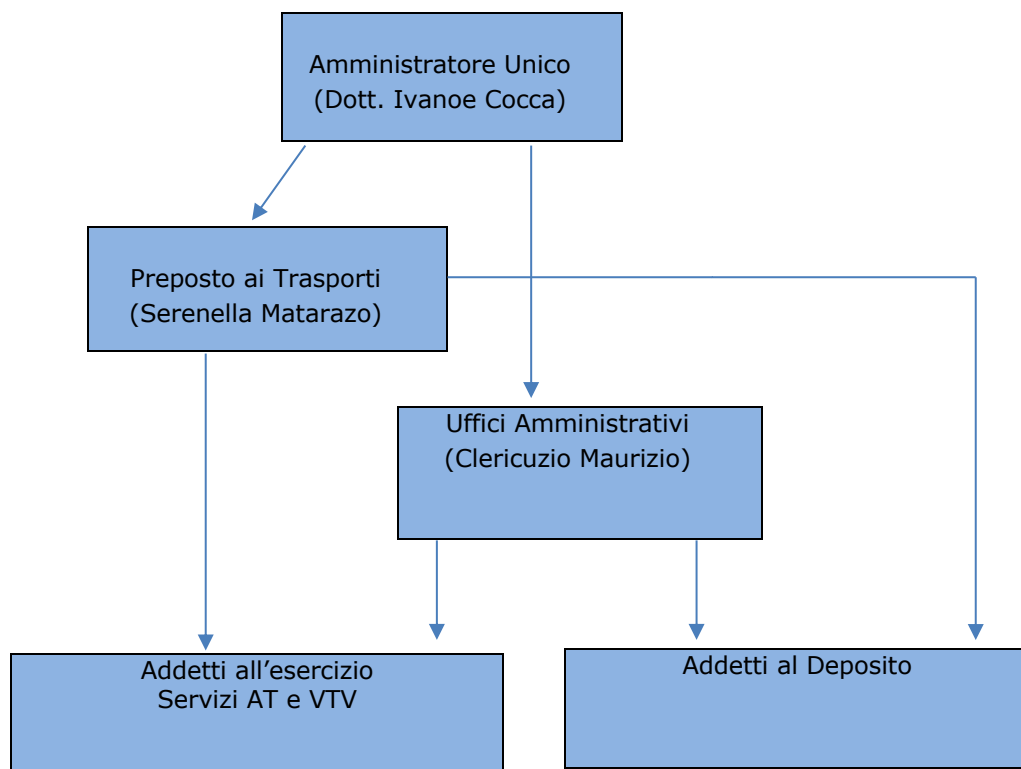 Amministratore Unico
(Dott. Ivanoe Cocca)
Preposto ai Trasporti
(Serenella Matarazo)
Uffici Amministrativi
(Clericuzio Maurizio)
Addetti all’esercizio
Servizi AT e VTV
Addetti al Deposito